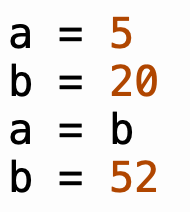 a = 5
b = 20
a = b
b = 52